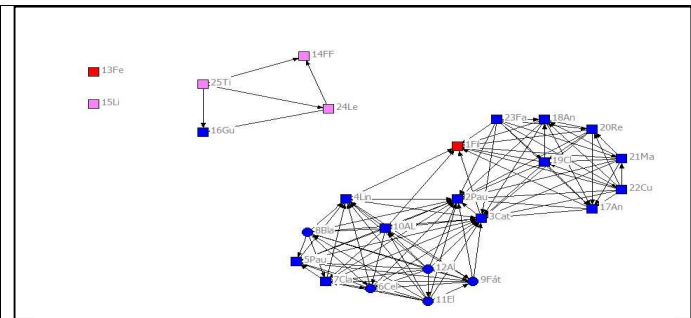 14FF
13Fe
25Ti
15Li
24Le
16Gu
23Fa
18An
20Re
1Fi
21Ma
19Cl
22Cu
4Lin
2Pau
17An
3Cat
8Bla
10AL
5Pau
12Al
7Cla
6Cel
9Fát
11El